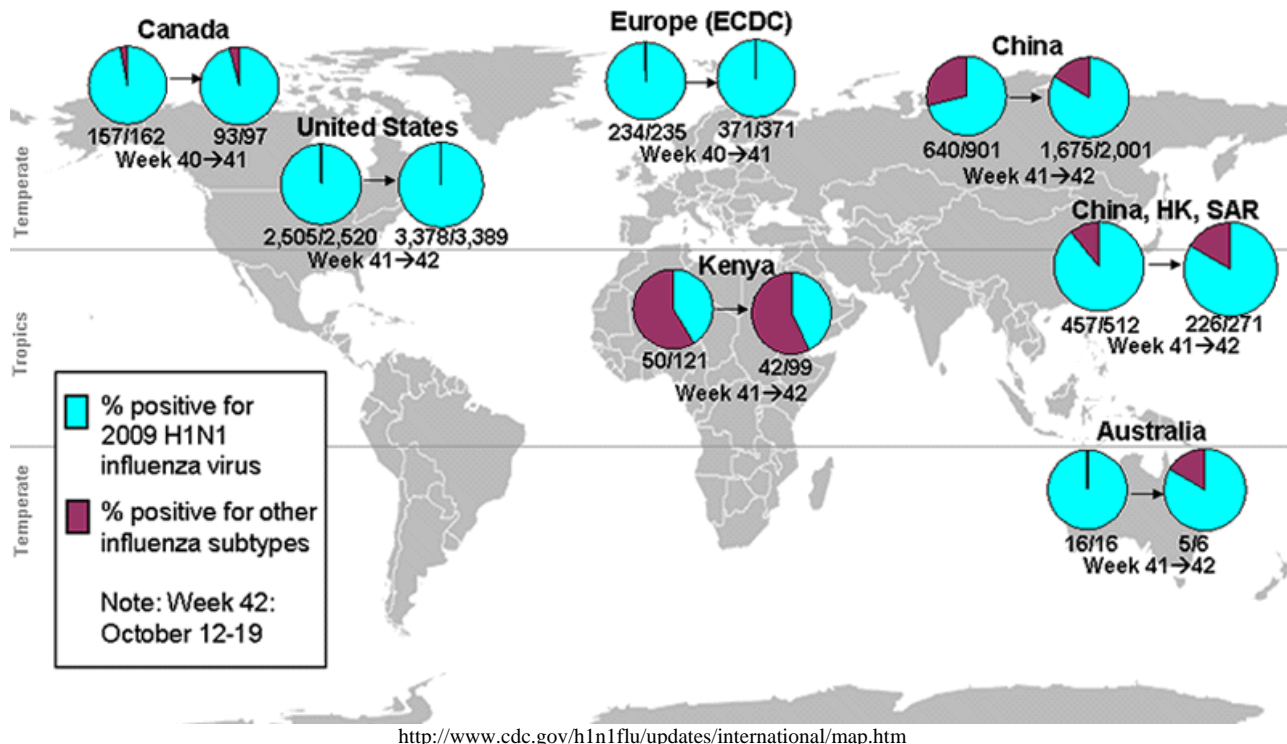 Canada
157/162
93/97
Week 40→41
United States
2,505/2,520
3,378/3,389
Week 41→42
Europe (ECDC)
234/235
371/371
Week 40→41
China
640/901
1,675/2,001
Week 41→42
China, HK, SAR
457/512
226/271
Week 41→42
Kenya
50/121
42/99
Week 41→42
Australia
16/16
5/6
Week 41→42
Temperate
Tropics
Temperate
% positive for
2009 H1N1
influenza virus
% positive for other
influenza subtypes
Note: Week 42:
October 12-19
http://www.cdc.gov/h1n1flu/updates/international/map.htm